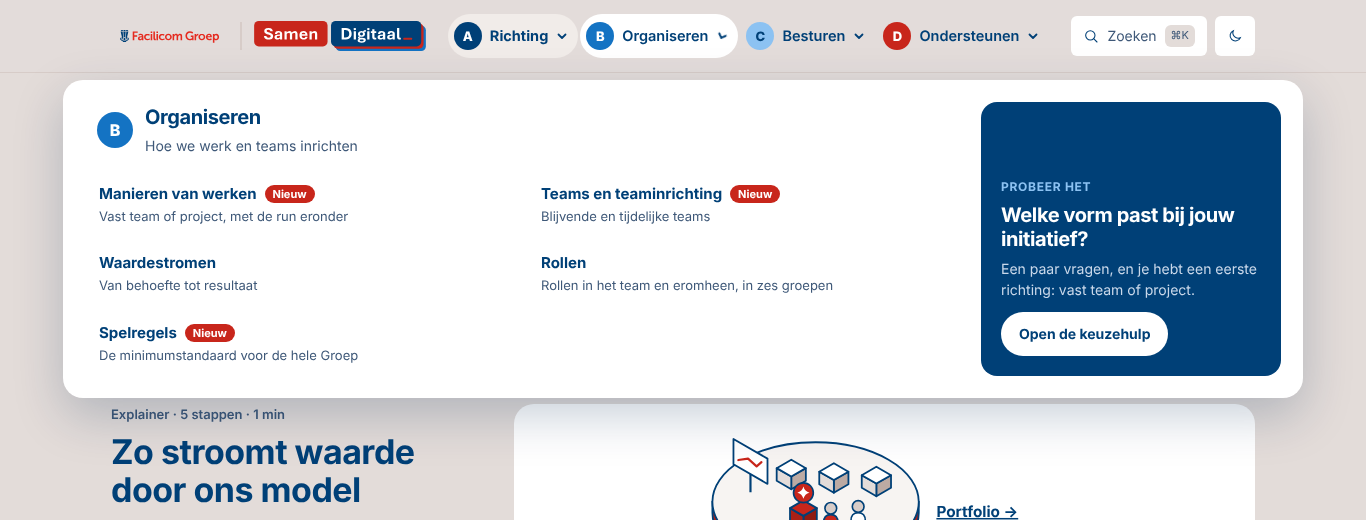 Facilicom Groep
Samen Digitaal_
A Richting
B Organiseren
C Besturen
D Ondersteunen
Zoeken ⌘K
B Organiseren
Hoe we werk en teams inrichten
Manieren van werken Nieuw
Vast team of project, met de run eronder
Teams en teaminrichting Nieuw
Blijvende en tijdelijke teams
Waardestromen
Van behoefte tot resultaat
Rollen
Rollen in het team en eromheen, in zes groepen
Spelregels Nieuw
De minimumstandaard voor de hele Groep
PROBEER HET
Welke vorm past bij jouw
initiatief?
Een paar vragen, en je hebt een eerste
richting: vast team of project.
Open de keuzehulp
Explainer · 5 stappen · 1 min
Zo stroomt waarde
door ons model
Portfolio →